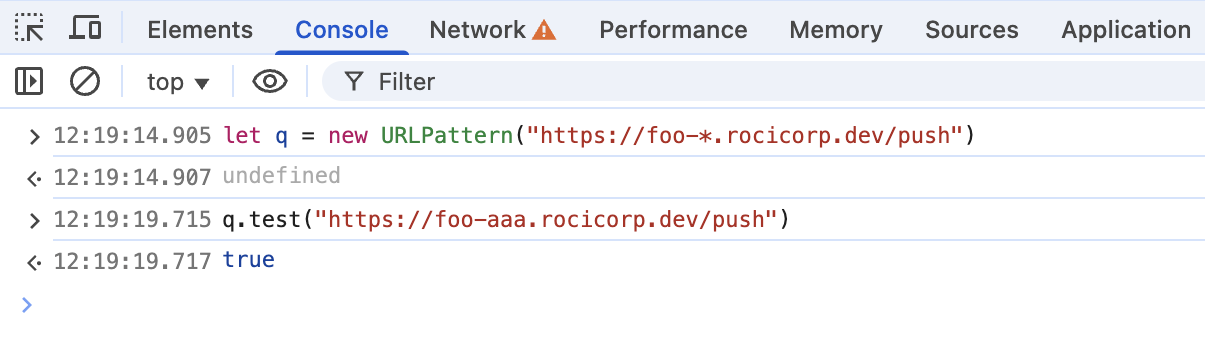 Elements Console Network Performance Memory Sources Application
top Filter
12:19:14.905 let q = new URLPattern("https://foo-*.rocicorp.dev/push")
12:19:14.907 undefined
12:19:19.715 q.test("https://foo-aaa.rocicorp.dev/push")
12:19:19.717 true